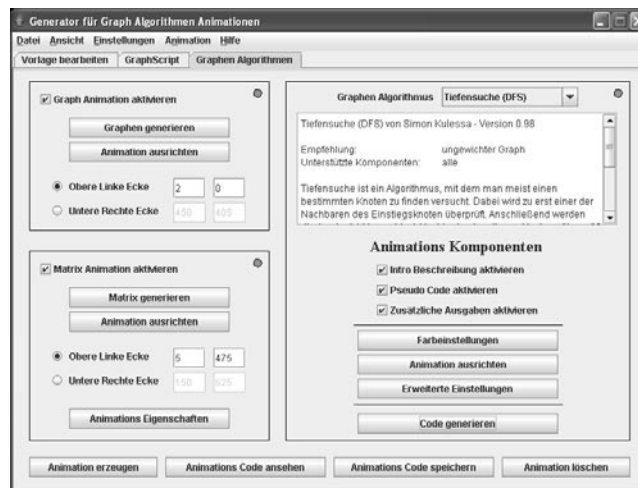 Generator für Graph Algorithmen Animationen
Datei Ansicht Einstellungen Animation Hilfe
Vorlage bearbeiten GraphScript Graphen Algorithmen
Graph Animation aktivieren
Graphen generieren
Animation ausrichten
Obere Linke Ecke 2 0
Untere Rechte Ecke 450 405
Matrix Animation aktivieren
Matrix generieren
Animation ausrichten
Obere Linke Ecke 5 475
Untere Rechte Ecke 150 625
Animations Eigenschaften
Graphen Algorithmus Tiefensuche (DFS)
Tiefensuche (DFS) von Simon Kulessa - Version 0.98
Empfehlung: ungewichter Graph
Unterstützte Komponenten: alle
Tiefensuche ist ein Algorithmus, mit dem man meist einen
bestimmten Knoten zu finden versucht. Dabei wird zu erst einer der
Nachbaren des Einstiegsknoten überprüft. Anschließend werden
Animations Komponenten
Intro Beschreibung aktivieren
Pseudo Code aktivieren
Zusätzliche Ausgaben aktivieren
Farbeinstellungen
Animation ausrichten
Erweiterte Einstellungen
Code generieren
Animation erzeugen Animations Code ansehen Animations Code speichern Animation löschen